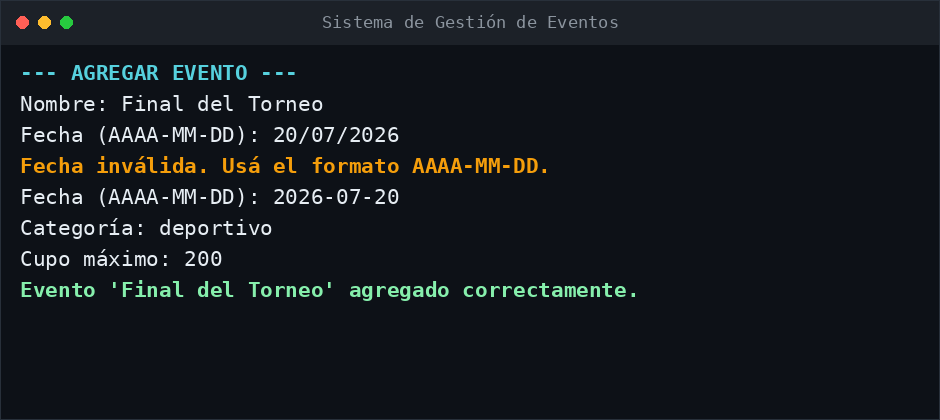 Sistema de Gestión de Eventos
--- AGREGAR EVENTO ---
Nombre: Final del Torneo
Fecha (AAAA-MM-DD): 20/07/2026
Fecha inválida. Usá el formato AAAA-MM-DD.
Fecha (AAAA-MM-DD): 2026-07-20
Categoría: deportivo
Cupo máximo: 200
Evento 'Final del Torneo' agregado correctamente.